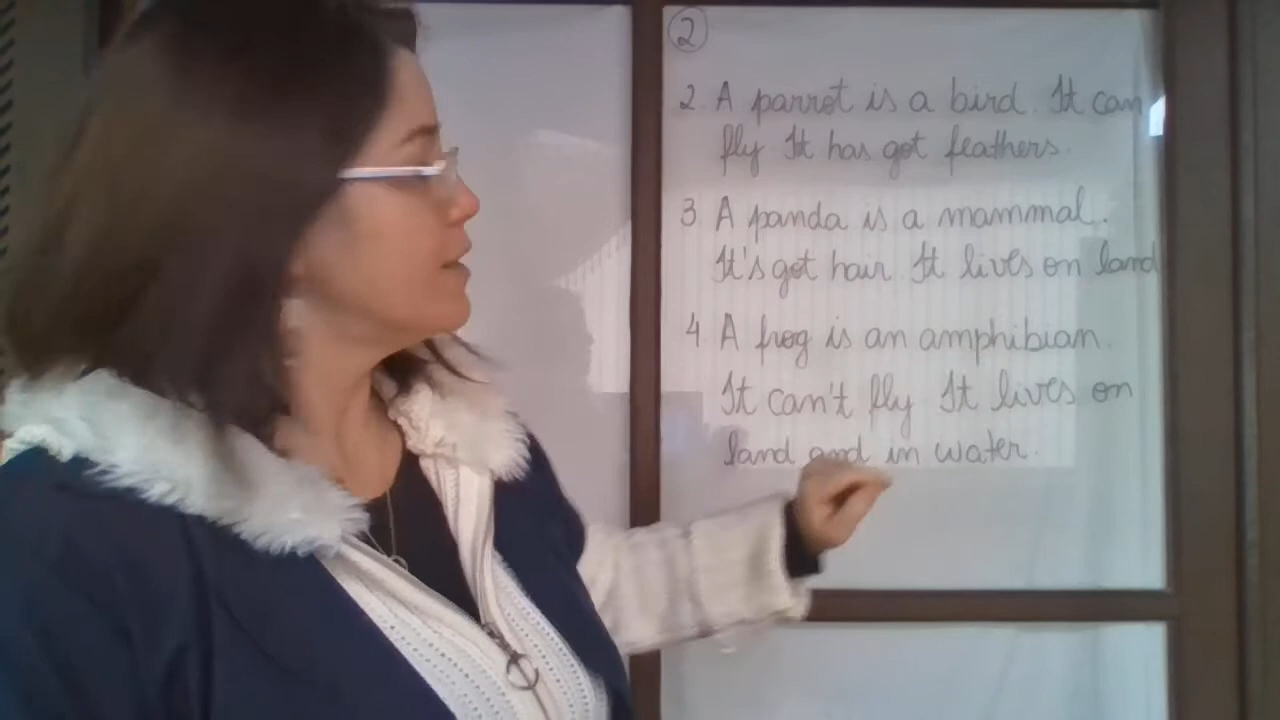 2
2. A parrot is a bird. It can
fly It has got feathers.
3 A panda is a mammal.
It's got hair. It lives on land
4. A frog is an amphibian.
It can't fly It lives on
land and in water.